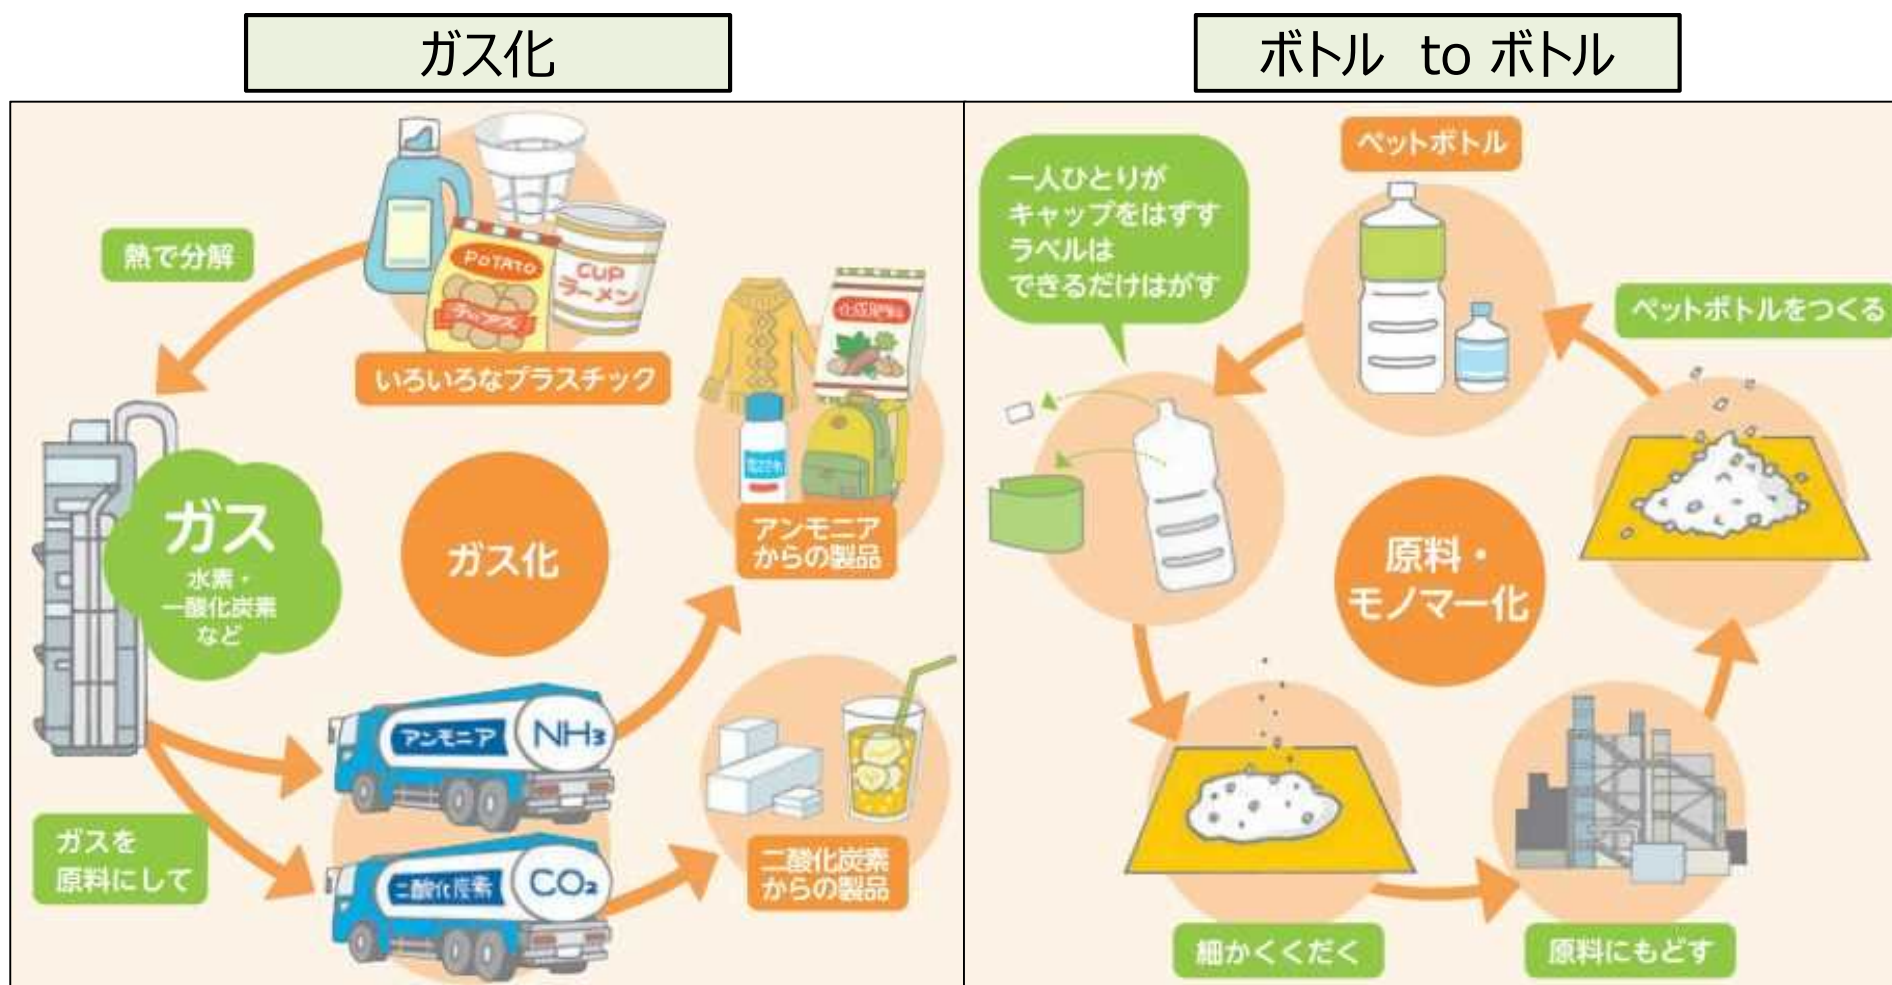 ガス化
ボトル to ボトル
熱で分解
POTATO
チップス
CUP
ラーメン
いろいろなプラスチック
ガス
水素・
一酸化炭素
など
ガス化
アンモニア
からの製品
アンモニア
NH₃
ガスを
原料にして
二酸化炭素
CO₂
二酸化炭素
からの製品
ペットボトル
一人ひとりが
キャップをはずす
ラベルは
できるだけはがす
ペットボトルをつくる
原料・
モノマー化
細かくくだく
原料にもどす